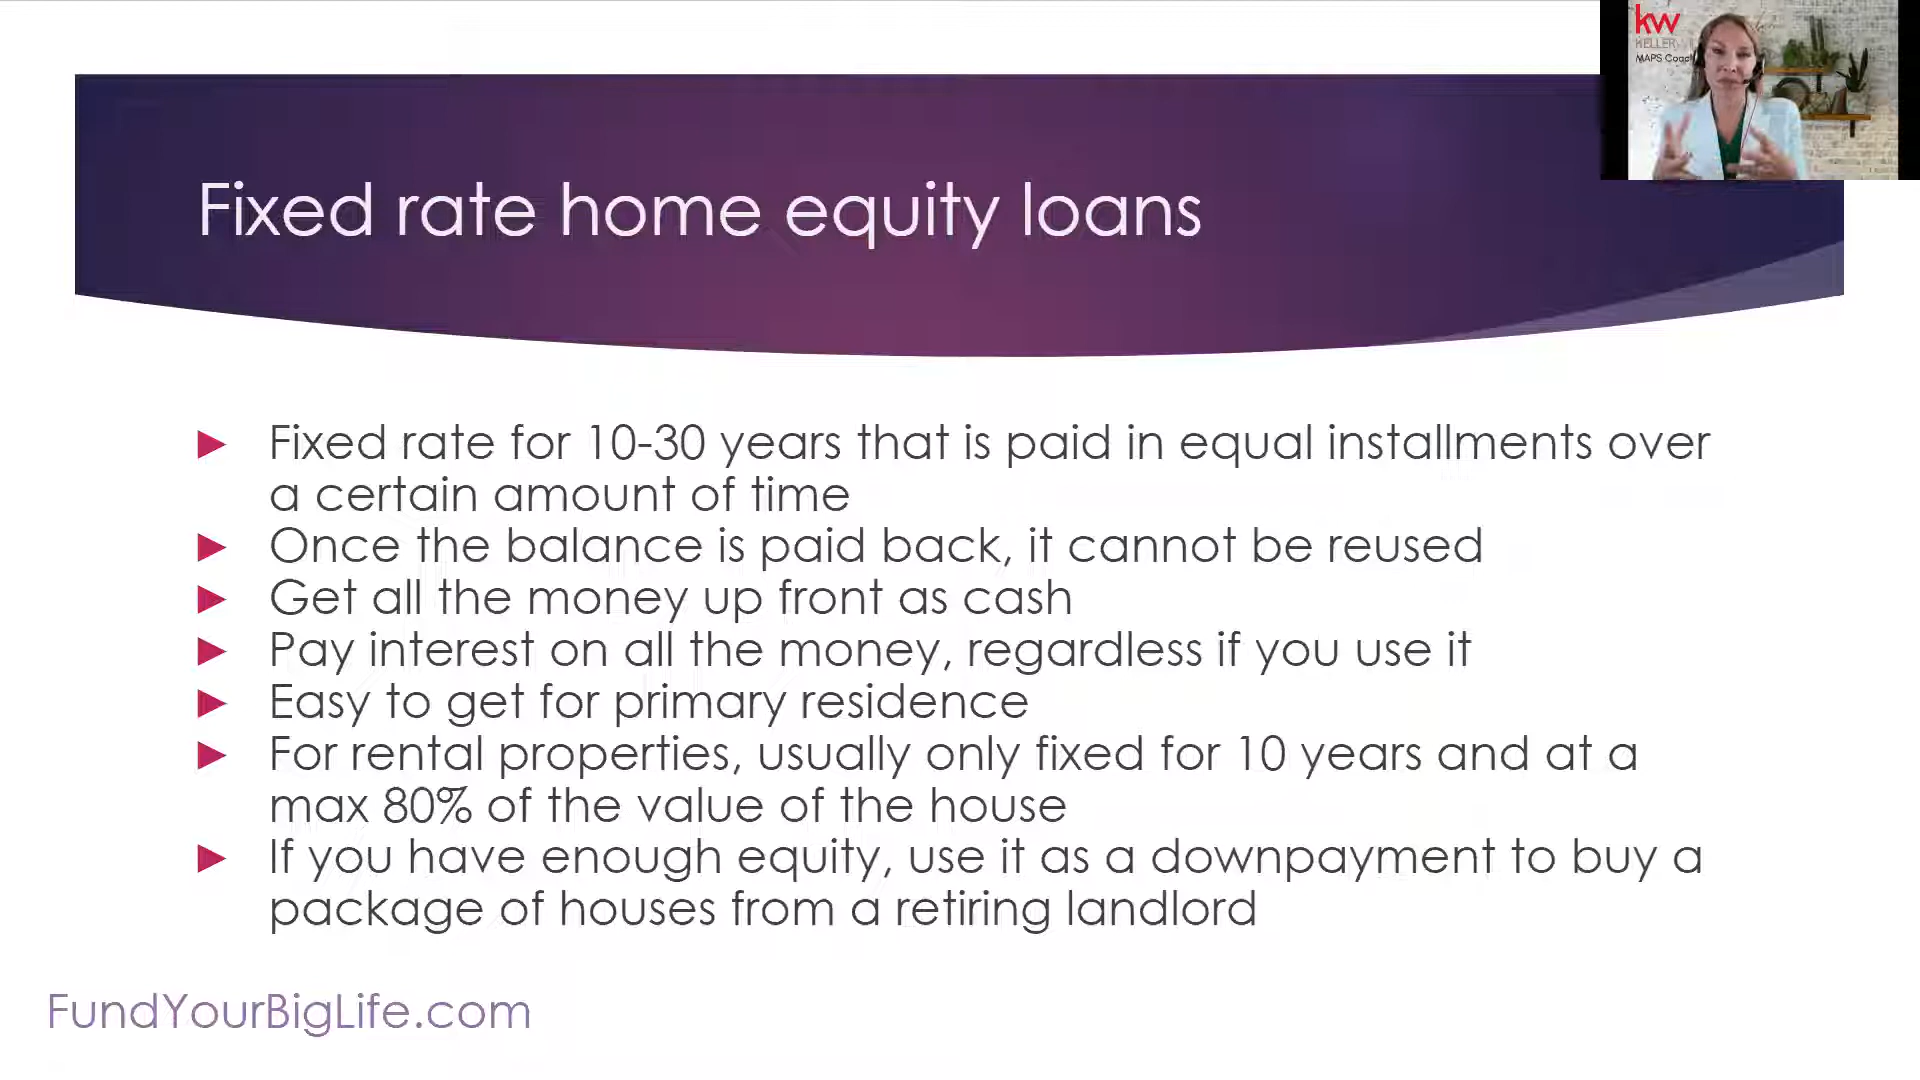 kw
KELLER
MAPS Coach
Fixed rate home equity loans
► Fixed rate for 10-30 years that is paid in equal installments over
a certain amount of time
► Once the balance is paid back, it cannot be reused
► Get all the money up front as cash
► Pay interest on all the money, regardless if you use it
► Easy to get for primary residence
► For rental properties, usually only fixed for 10 years and at a
max 80% of the value of the house
► If you have enough equity, use it as a downpayment to buy a
package of houses from a retiring landlord
FundYourBigLife.com